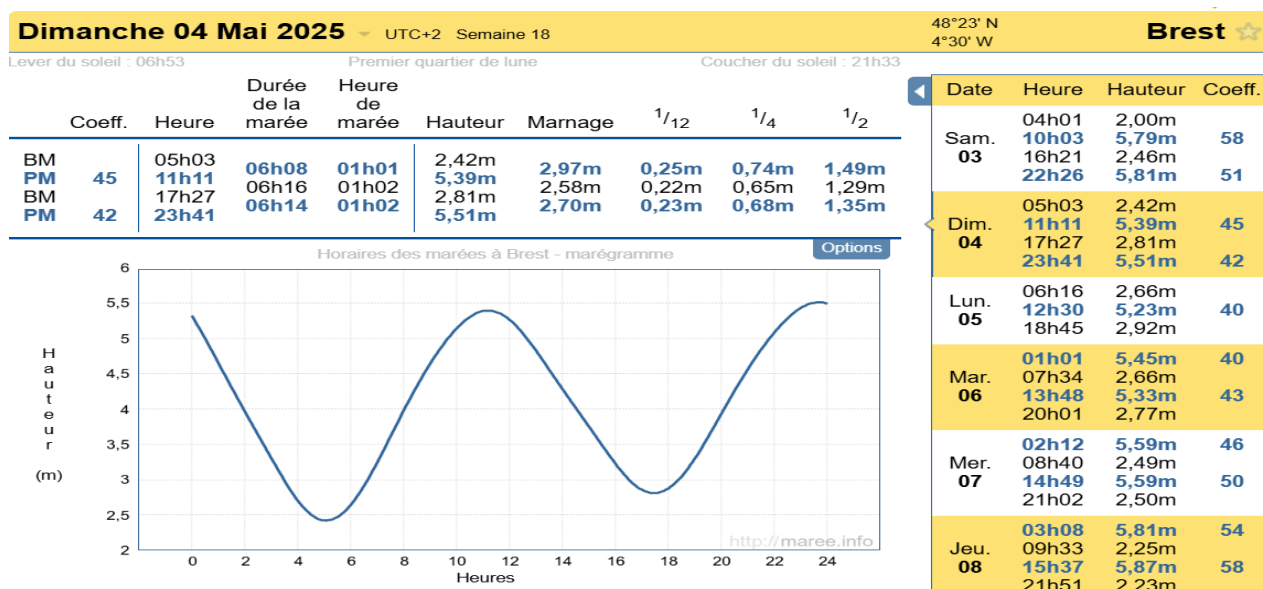 Dimanche 04 Mai 2025 UTC+2 Semaine 18
48°23' N
4°30' W
Brest
Lever du soleil : 06h53 Premier quartier de lune Coucher du soleil : 21h33
Coeff. Heure Durée de la marée Heure de marée Hauteur Marnage 1/12 1/4 1/2
BM 05h03 2,42m
PM 45 11h11 06h08 01h01 5,39m 2,97m 0,25m 0,74m 1,49m
BM 17h27 06h16 01h02 2,81m 2,58m 0,22m 0,65m 1,29m
PM 42 23h41 06h14 01h02 5,51m 2,70m 0,23m 0,68m 1,35m
Options
Horaires des marées à Brest - marégramme
Hauteur (m)
6
5,5
5
4,5
4
3,5
3
2,5
2
0 2 4 6 8 10 12 14 16 18 20 22 24
Heures
http://maree.info
Date Heure Hauteur Coeff.
Sam. 03
04h01 2,00m
10h03 5,79m 58
16h21 2,46m
22h26 5,81m 51
Dim. 04
05h03 2,42m
11h11 5,39m 45
17h27 2,81m
23h41 5,51m 42
Lun. 05
06h16 2,66m
12h30 5,23m 40
18h45 2,92m
Mar. 06
01h01 5,45m 40
07h34 2,66m
13h48 5,33m 43
20h01 2,77m
Mer. 07
02h12 5,59m 46
08h40 2,49m
14h49 5,59m 50
21h02 2,50m
Jeu. 08
03h08 5,81m 54
09h33 2,25m
15h37 5,87m 58
21h51 2,23m